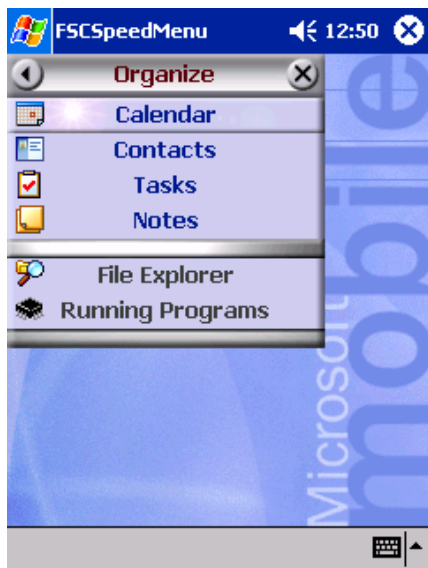 FSCSpeedMenu 12:50
Organize
Calendar
Contacts
Tasks
Notes
File Explorer
Running Programs
Microsoft
mobile